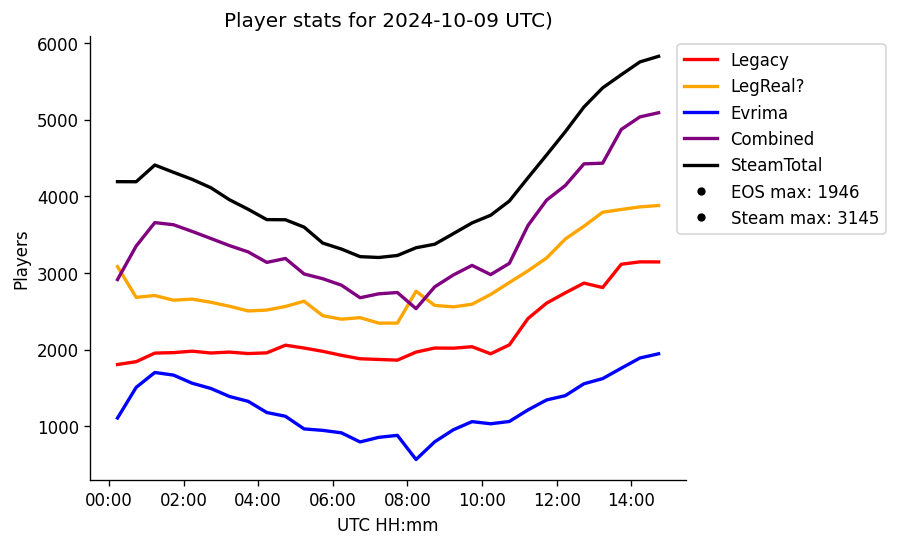 Player stats for 2024-10-09 UTC)
6000
5000
4000
3000
2000
1000
Players
00:00 02:00 04:00 06:00 08:00 10:00 12:00 14:00
UTC HH:mm
Legacy
LegReal?
Evrima
Combined
SteamTotal
EOS max: 1946
Steam max: 3145